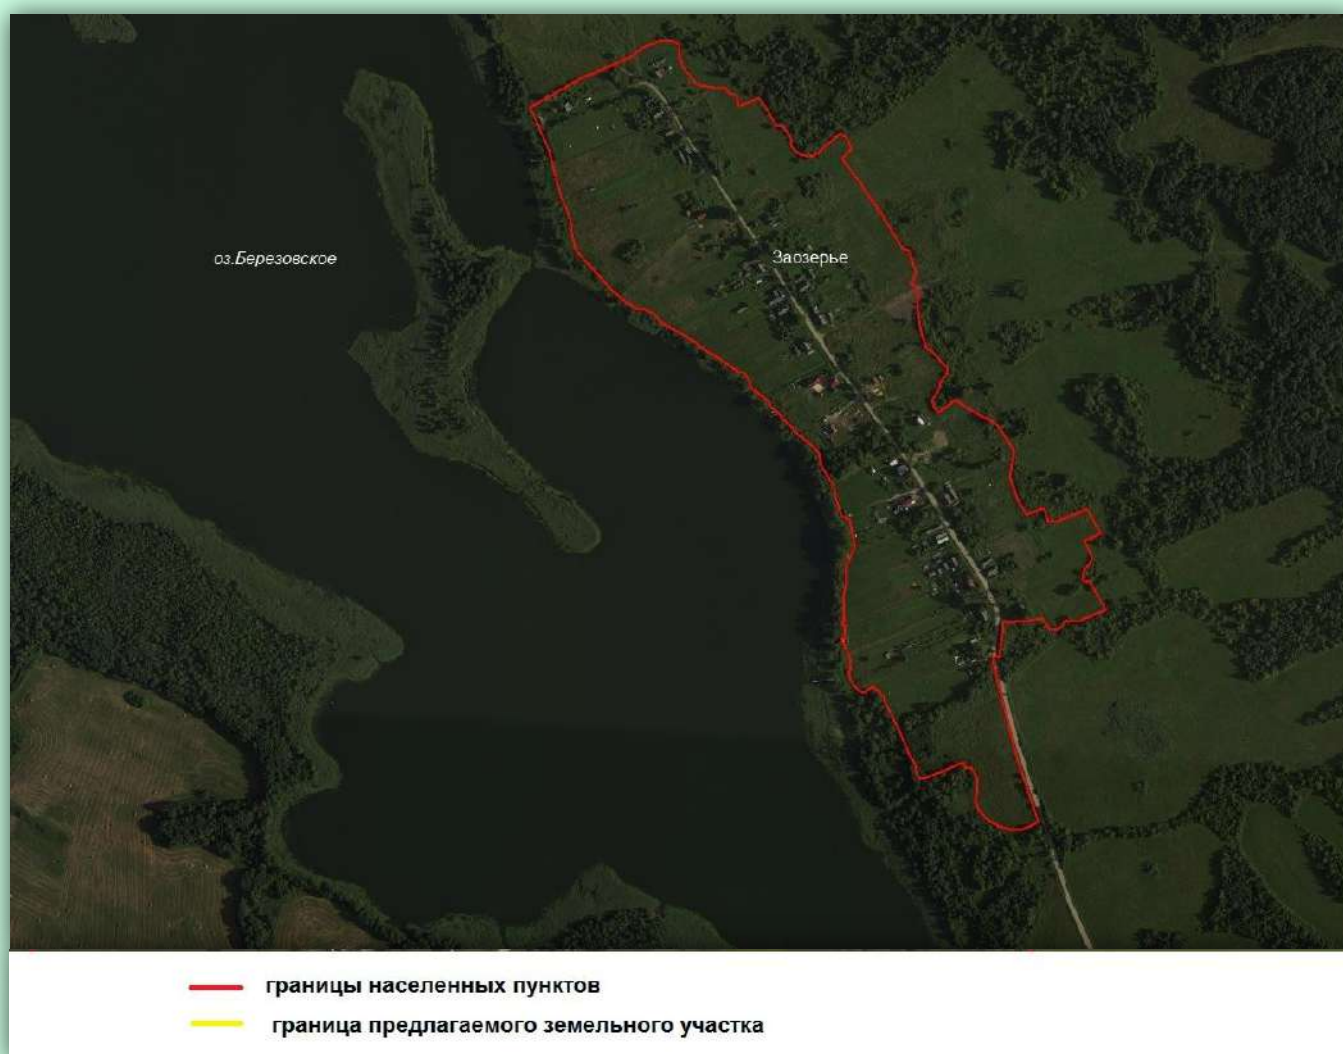 оз.Березовское
Заозерье
границы населенных пунктов
граница предлагаемого земельного участка